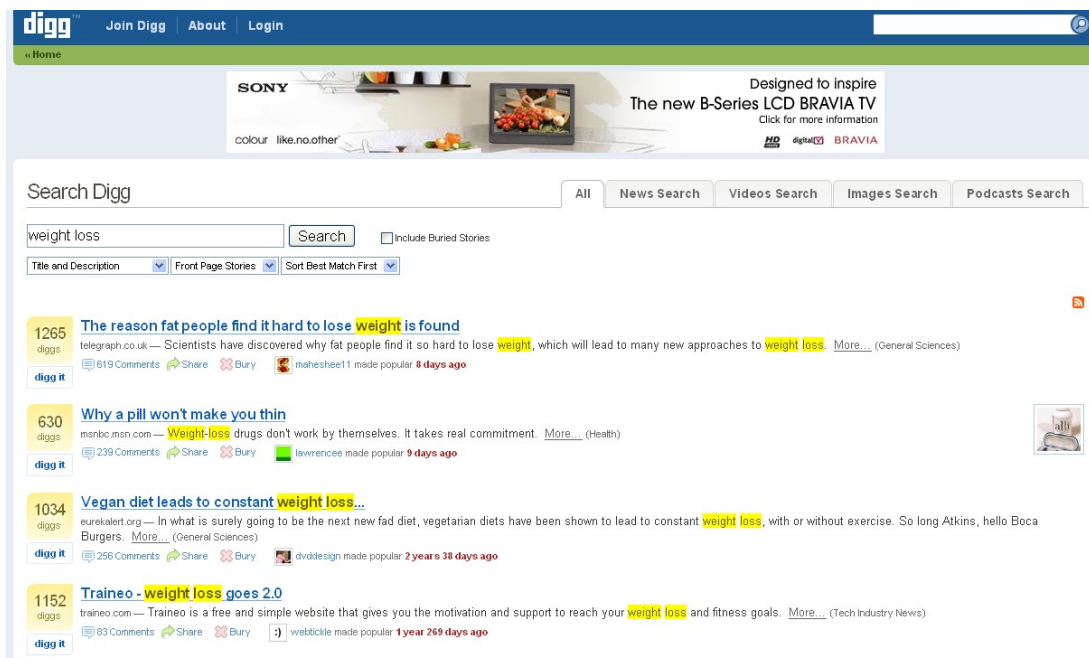 digg™ Join Digg About Login
« Home
SONY
Designed to inspire
The new B-Series LCD BRAVIA TV
Click for more information
colour like.no.other™ HD digital BRAVIA
Search Digg All News Search Videos Search Images Search Podcasts Search
weight loss Search Include Buried Stories
Title and Description Front Page Stories Sort Best Match First
1265 diggs digg it
The reason fat people find it hard to lose weight is found
telegraph.co.uk — Scientists have discovered why fat people find it so hard to lose weight, which will lead to many new approaches to weight loss. More... (General Sciences)
619 Comments Share Bury maheshee11 made popular 8 days ago
630 diggs digg it
Why a pill won't make you thin
msnbc.msn.com — Weight-loss drugs don't work by themselves. It takes real commitment. More... (Health)
239 Comments Share Bury lawrencee made popular 9 days ago
alli
1034 diggs digg it
Vegan diet leads to constant weight loss...
eurekalert.org — In what is surely going to be the next new fad diet, vegetarian diets have been shown to lead to constant weight loss, with or without exercise. So long Atkins, hello Boca
Burgers. More... (General Sciences)
256 Comments Share Bury dvddesign made popular 2 years 38 days ago
1152 diggs digg it
Traineo - weight loss goes 2.0
traineo.com — Traineo is a free and simple website that gives you the motivation and support to reach your weight loss and fitness goals. More... (Tech Industry News)
83 Comments Share Bury :) webtickle made popular 1 year 269 days ago